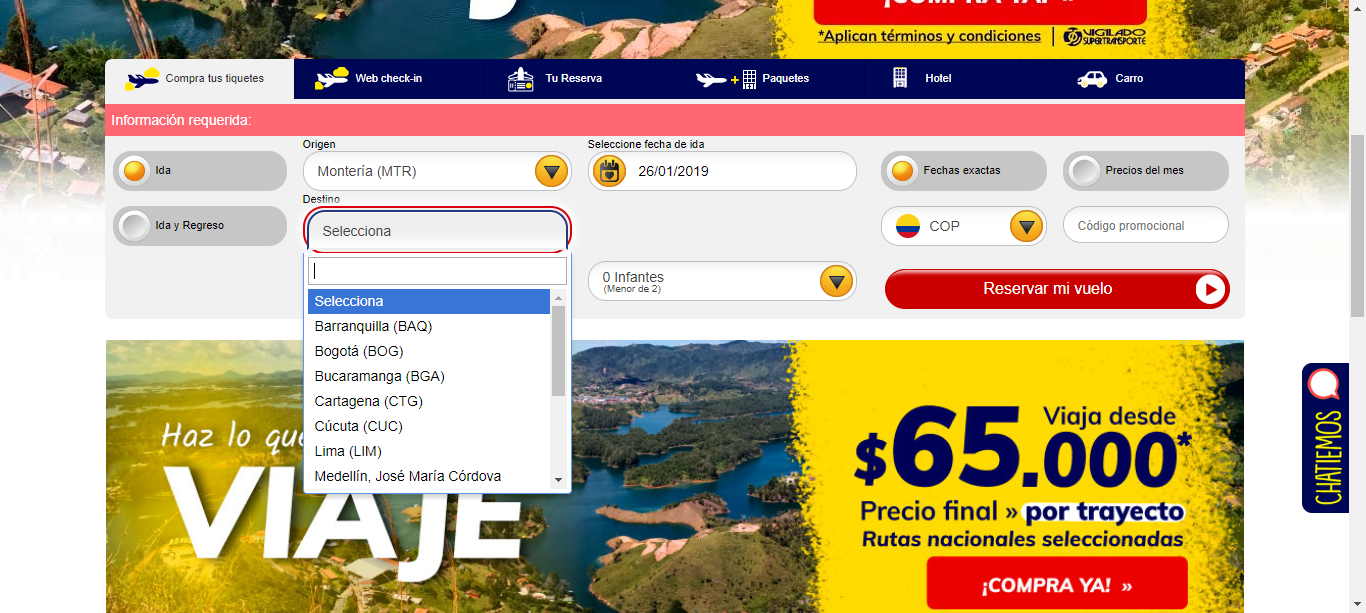 ¡COMPRA YA! »
*Aplican términos y condiciones
VIGILADO
SUPERTRANSPORTE
Compra tus tiquetes
Web check-in
Tu Reserva
Paquetes
Hotel
Carro
Información requerida:
Origen
Seleccione fecha de ida
Ida
Montería (MTR)
26/01/2019
Fechas exactas
Precios del mes
Destino
Ida y Regreso
Selecciona
COP
Código promocional
0 Infantes
(Menor de 2)
Reservar mi vuelo
Selecciona
Barranquilla (BAQ)
Bogotá (BOG)
Bucaramanga (BGA)
Cartagena (CTG)
Cúcuta (CUC)
Lima (LIM)
Medellín, José María Córdova
Haz lo que
VIAJE
Viaja desde
$65.000*
Precio final » por trayecto
Rutas nacionales seleccionadas
¡COMPRA YA! »
CHATIEMOS